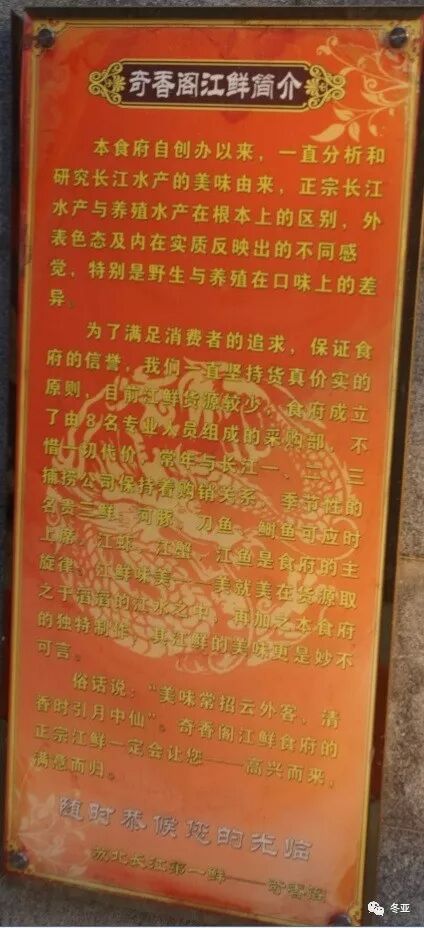 奇香阁江鲜简介
本食府自创办以来，一直分析和
研究长江水产的美味由来，正宗长江
水产与养殖水产在根本上的区别，外
表色态及内在实质反映出的不同感
觉，特别是野生与养殖在口味上的差
异。
为了满足消费者的追求，保证食
府的信誉，我们一直坚持货真价实的
原则，目前江鲜货源较少，食府成立
了由8名专业人员组成的采购部，不
惜一切代价，常年与长江一、二、三
捕捞公司保持着购销关系，季节性的
名贵三鲜，河豚、刀鱼、鲥鱼可应时
上席，江虾、江蟹、江鱼是食府的主
旋律，江鲜味美——美就美在货源取
之于滔滔的江水之中，再加之本食府
的独特制作，其江鲜的美味更是妙不
可言。
俗话说：“美味常招云外客，清
香时引月中仙”。奇香阁江鲜食府的
正宗江鲜一定会让您——高兴而来，
满意而归。
随时恭候您的光临
苏北长江第一鲜——奇香阁
冬亚